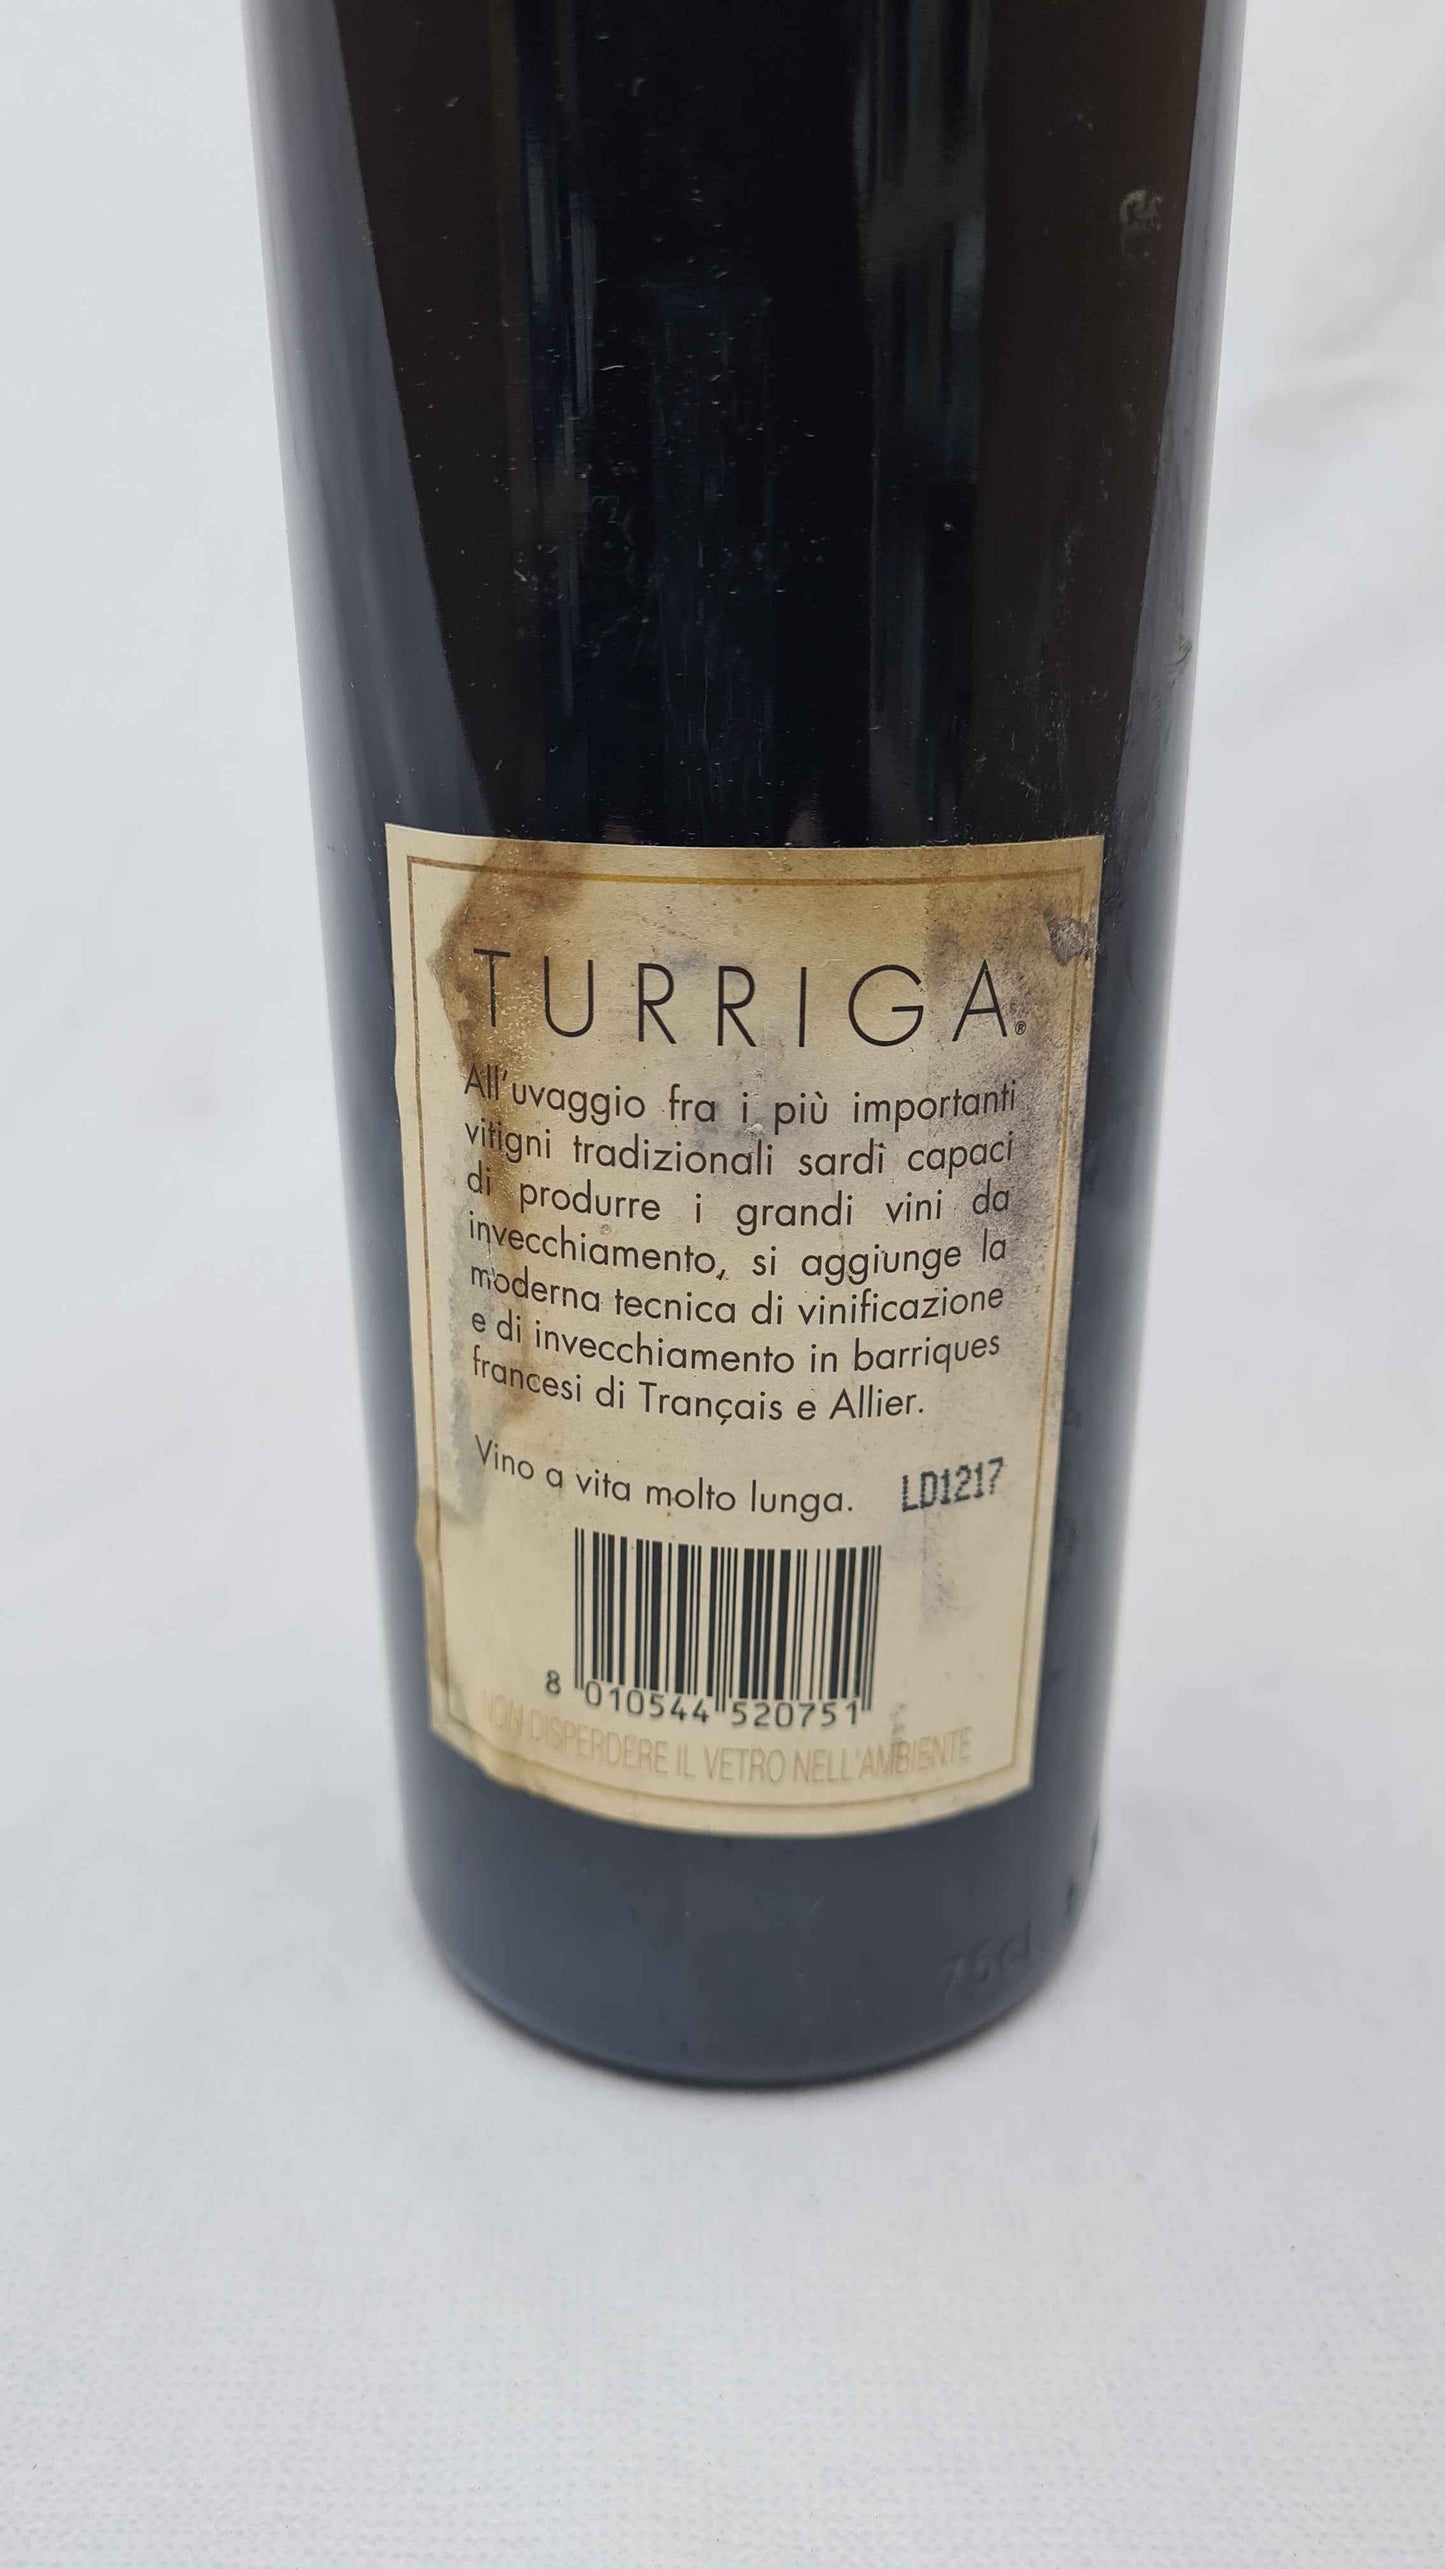 TURRIGA®
All'uvaggio fra i più importanti
vitigni tradizionali sardi capaci
di produrre i grandi vini da
invecchiamento, si aggiunge la
moderna tecnica di vinificazione
e di invecchiamento in barriques
francesi di Trançais e Allier.
Vino a vita molto lunga. LD1217
8 010544 520751
NON DISPERDERE IL VETRO NELL'AMBIENTE
75cl